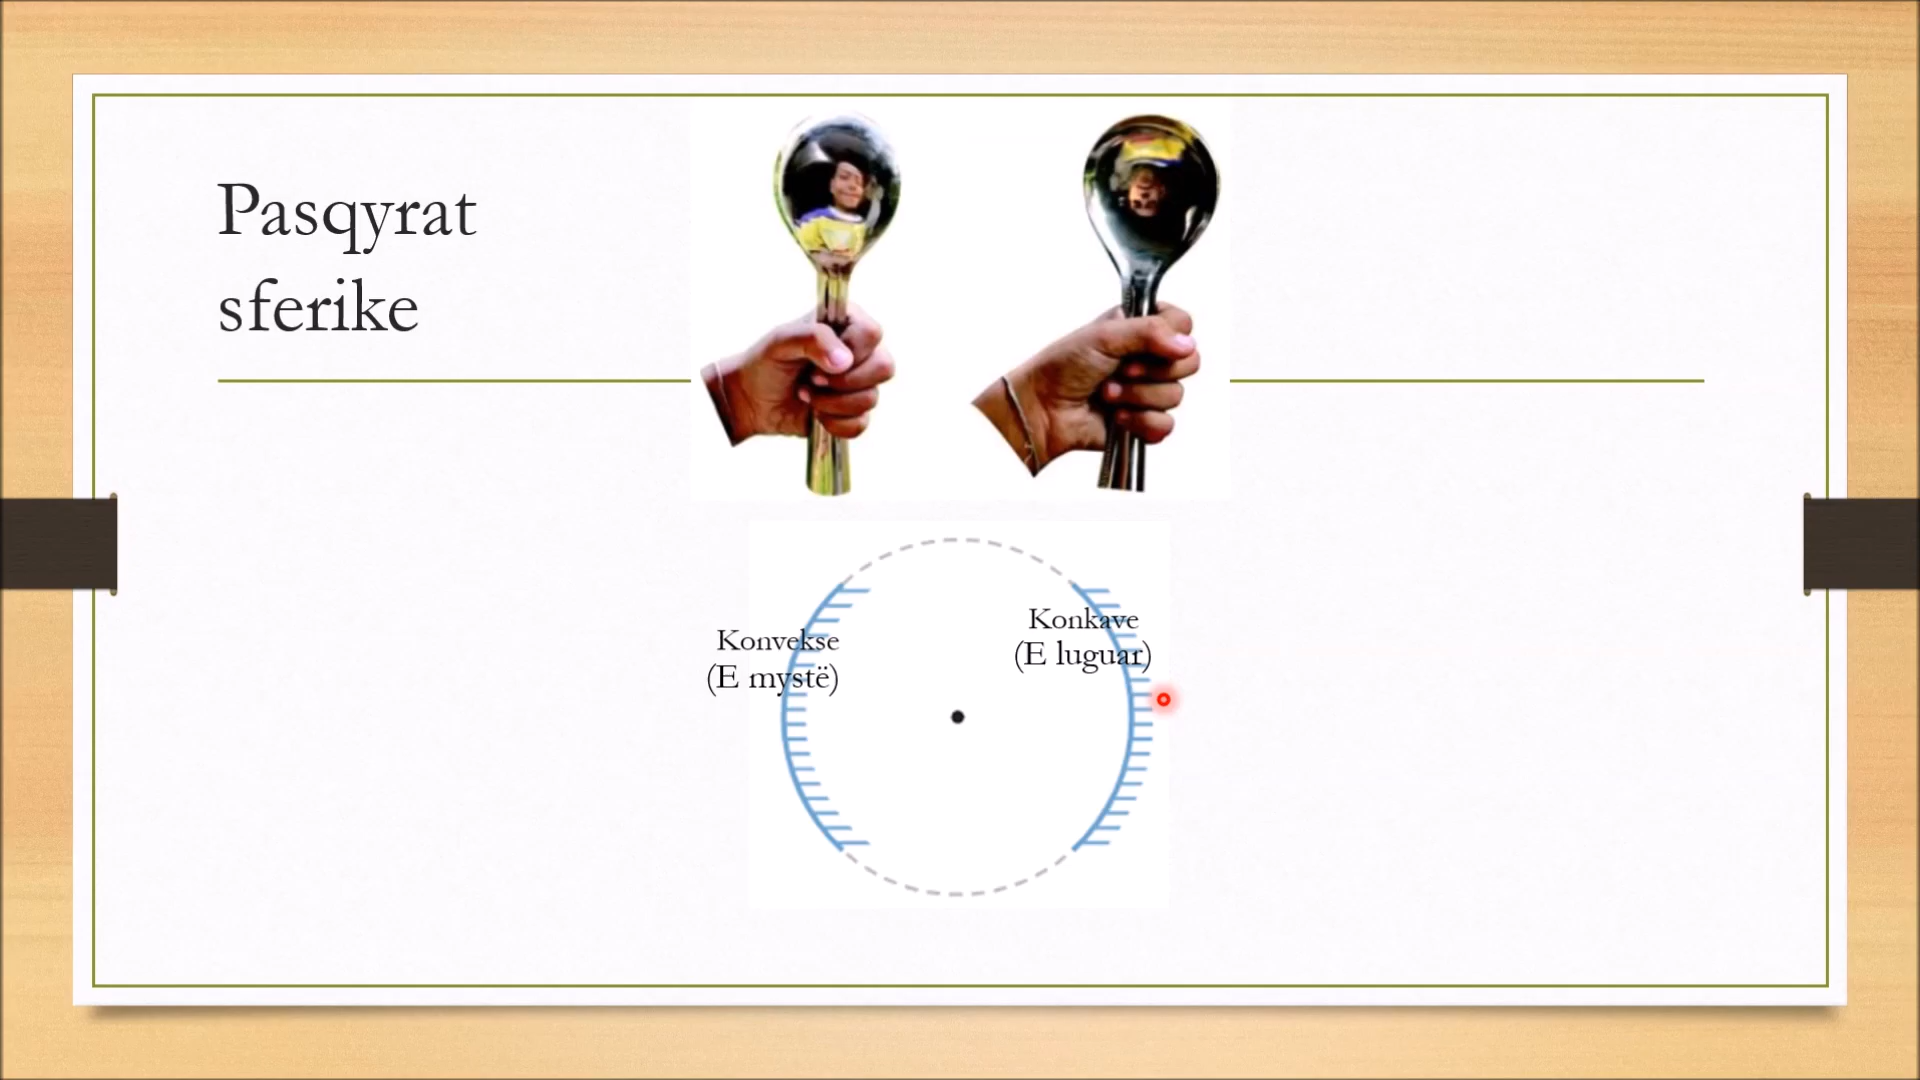 Pasqyrat
sferike
Konvekse
(E mystë)
Konkave
(E luguar)